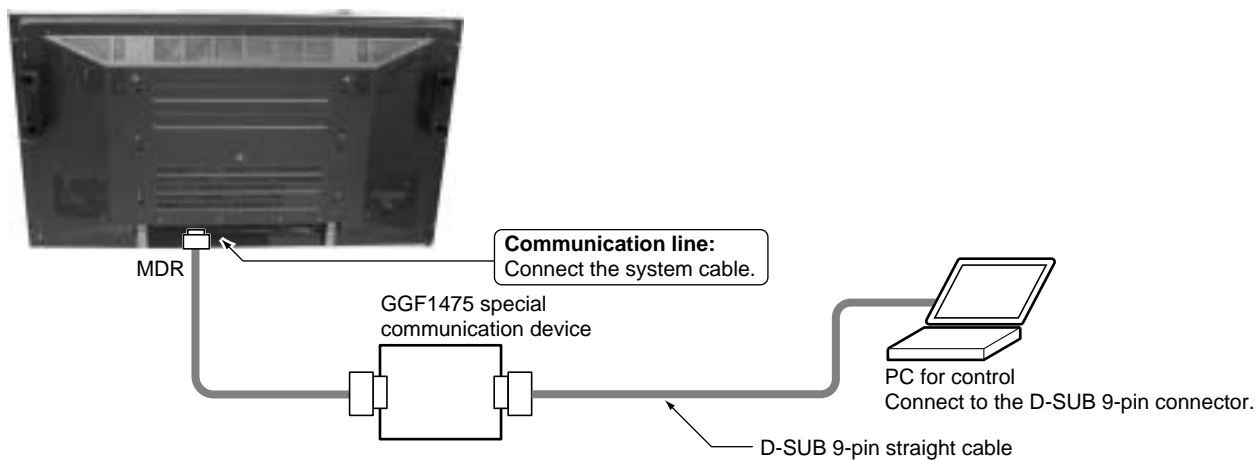 MDR
Communication line:
Connect the system cable.
GGF1475 special
communication device
PC for control
Connect to the D-SUB 9-pin connector.
D-SUB 9-pin straight cable